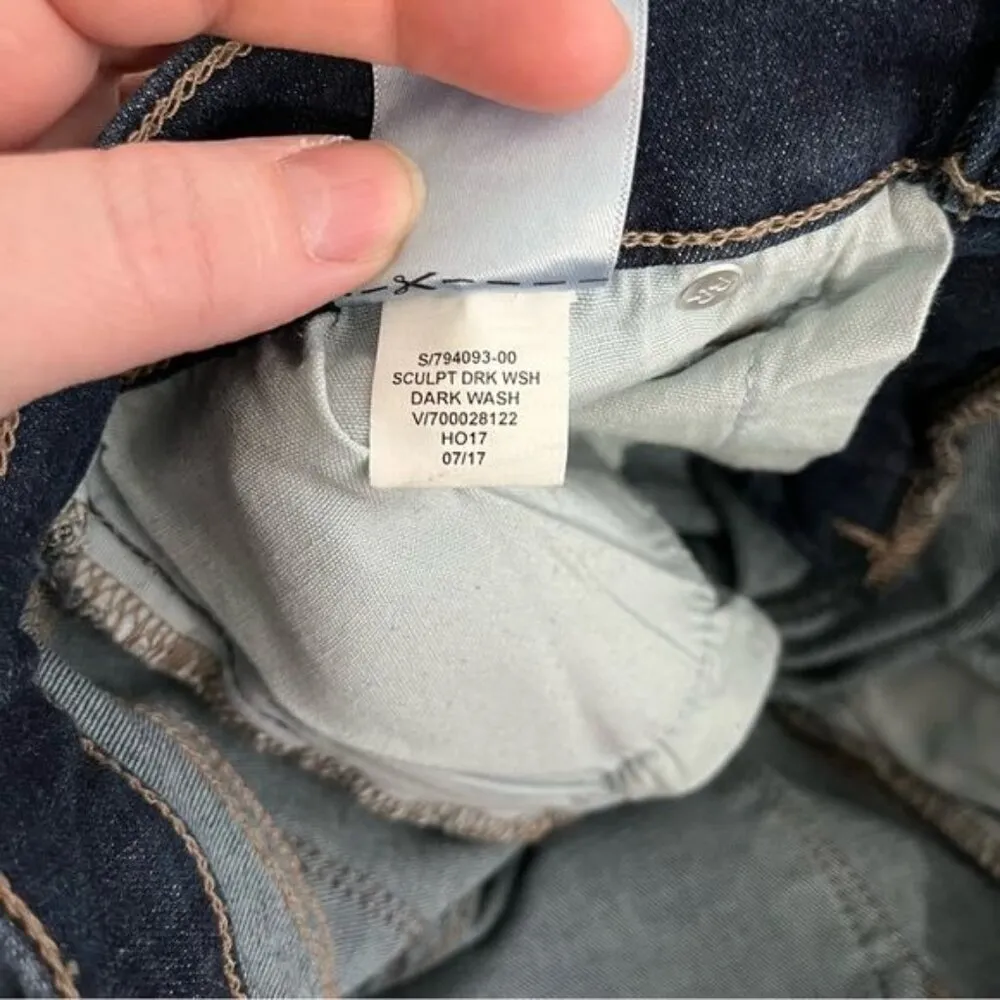 S/794093-00
SCULPT DRK WSH
DARK WASH
V/700028122
HO17
07/17